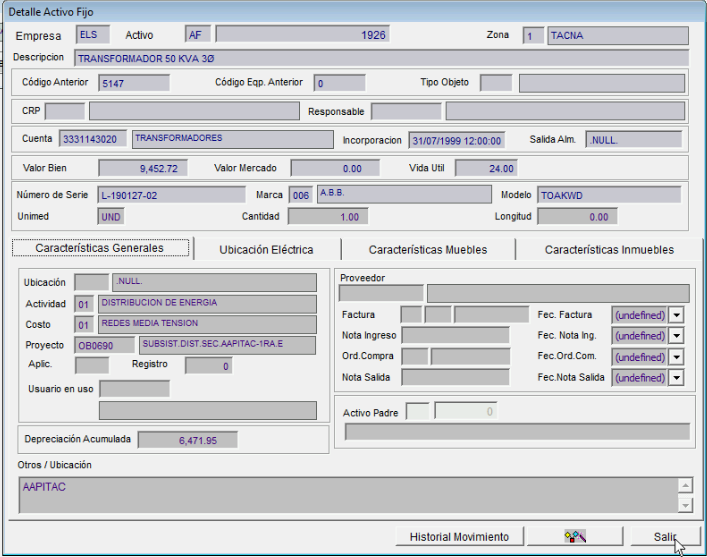 Detalle Activo Fijo
Empresa ELS Activo AF 1926 Zona 1 TACNA
Descripcion TRANSFORMADOR 50 KVA 3Ø
Código Anterior 5147 Código Eqp. Anterior 0 Tipo Objeto
CRP Responsable
Cuenta 3331143020 TRANSFORMADORES Incorporacion 31/07/1999 12:00:00 Salida Alm. .NULL.
Valor Bien 9,452.72 Valor Mercado 0.00 Vida Util 24.00
Número de Serie L-190127-02 Marca 006 A.B.B. Modelo TOAKWD
Unimed UND Cantidad 1.00 Longitud 0.00
Características Generales Ubicación Eléctrica Características Muebles Características Inmuebles
Ubicación .NULL.
Actividad 01 DISTRIBUCION DE ENERGIA
Costo 01 REDES MEDIA TENSION
Proyecto OB0690 SUBSIST.DIST.SEC.AAPITAC-1RA.E
Aplic. Registro 0
Usuario en uso
Depreciación Acumulada 6,471.95
Proveedor
Factura Fec. Factura (undefined)
Nota Ingreso Fec. Nota Ing. (undefined)
Ord.Compra Fec.Ord.Com. (undefined)
Nota Salida Fec.Nota Salida (undefined)
Activo Padre 0
Otros / Ubicación
AAPITAC
Historial Movimiento Salir